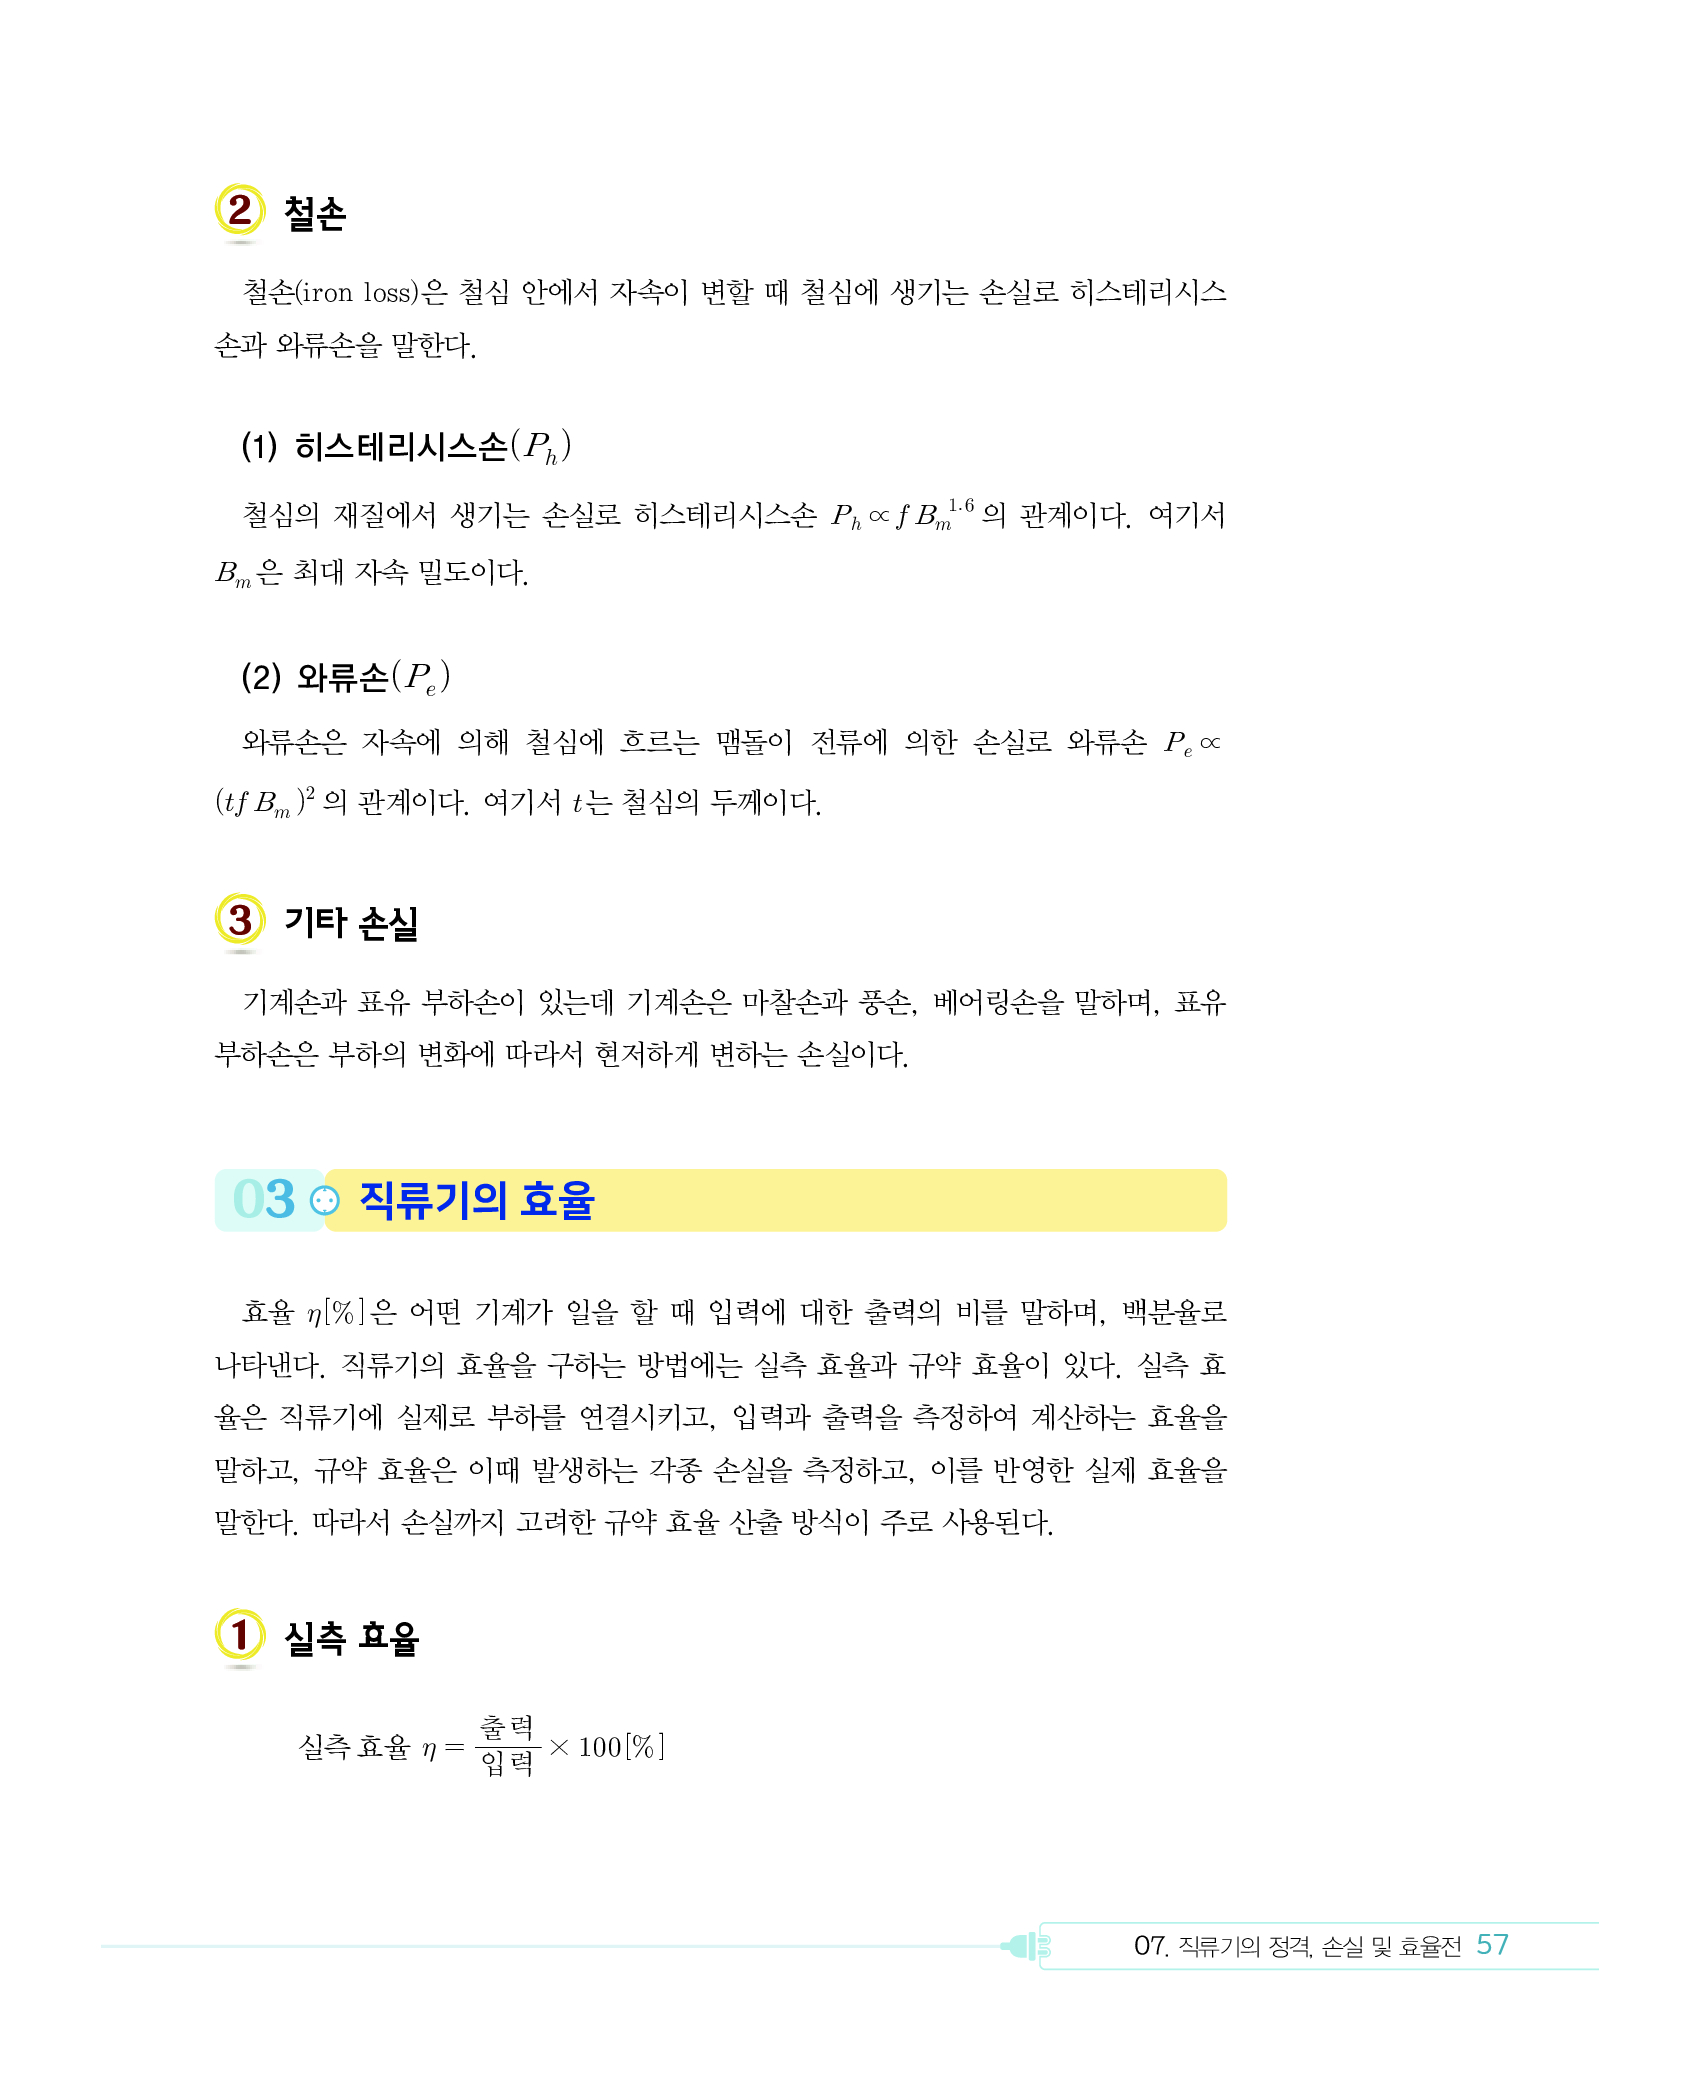 2 철손
철손(iron loss)은 철심 안에서 자속이 변할 때 철심에 생기는 손실로 히스테리시스
손과 와류손을 말한다.
(1) 히스테리시스손(P_h)
철심의 재질에서 생기는 손실로 히스테리시스손 P_h ∝ f B_m^1.6 의 관계이다. 여기서
B_m은 최대 자속 밀도이다.
(2) 와류손(P_e)
와류손은 자속에 의해 철심에 흐르는 맴돌이 전류에 의한 손실로 와류손 P_e ∝
(tf B_m)^2 의 관계이다. 여기서 t는 철심의 두께이다.
3 기타 손실
기계손과 표유 부하손이 있는데 기계손은 마찰손과 풍손, 베어링손을 말하며, 표유
부하손은 부하의 변화에 따라서 현저하게 변하는 손실이다.
03 직류기의 효율
효율 η[%]은 어떤 기계가 일을 할 때 입력에 대한 출력의 비를 말하며, 백분율로
나타낸다. 직류기의 효율을 구하는 방법에는 실측 효율과 규약 효율이 있다. 실측 효
율은 직류기에 실제로 부하를 연결시키고, 입력과 출력을 측정하여 계산하는 효율을
말하고, 규약 효율은 이때 발생하는 각종 손실을 측정하고, 이를 반영한 실제 효율을
말한다. 따라서 손실까지 고려한 규약 효율 산출 방식이 주로 사용된다.
1 실측 효율
실측 효율 η = 출력/입력 × 100[%]
07. 직류기의 정격, 손실 및 효율전 57